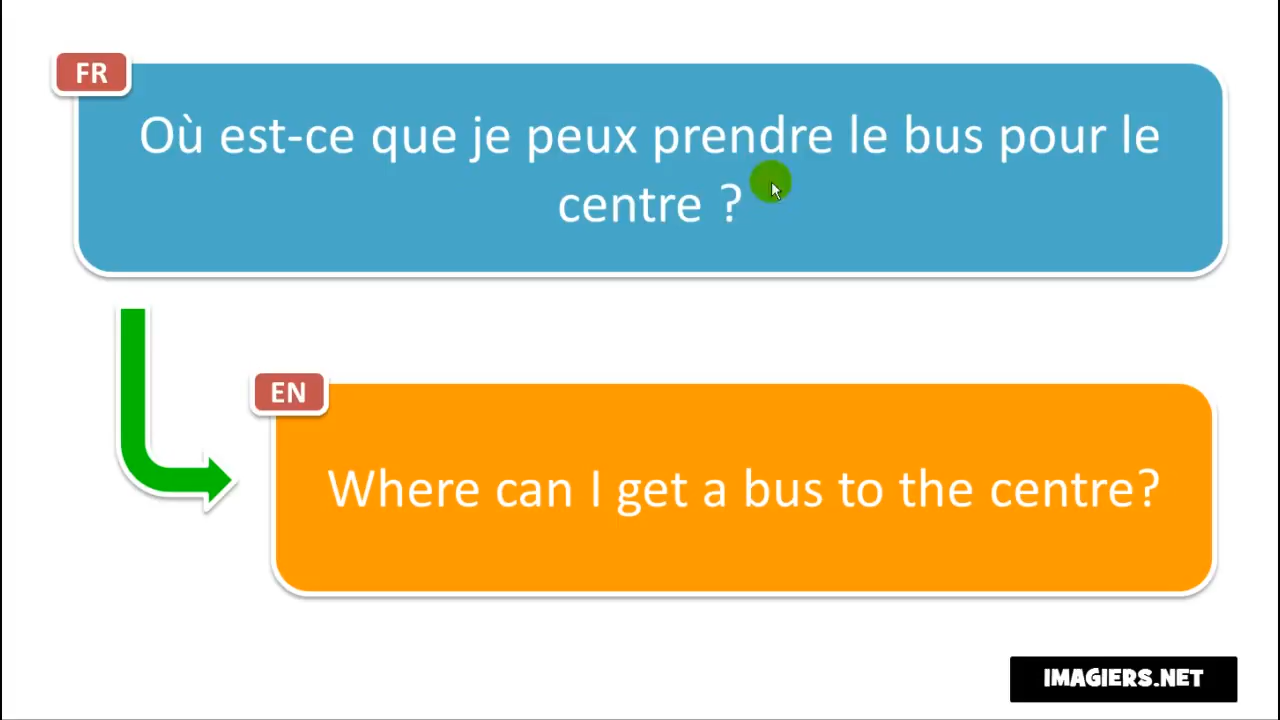 FR
Où est-ce que je peux prendre le bus pour le
centre ?
EN
Where can I get a bus to the centre?
IMAGIERS.NET